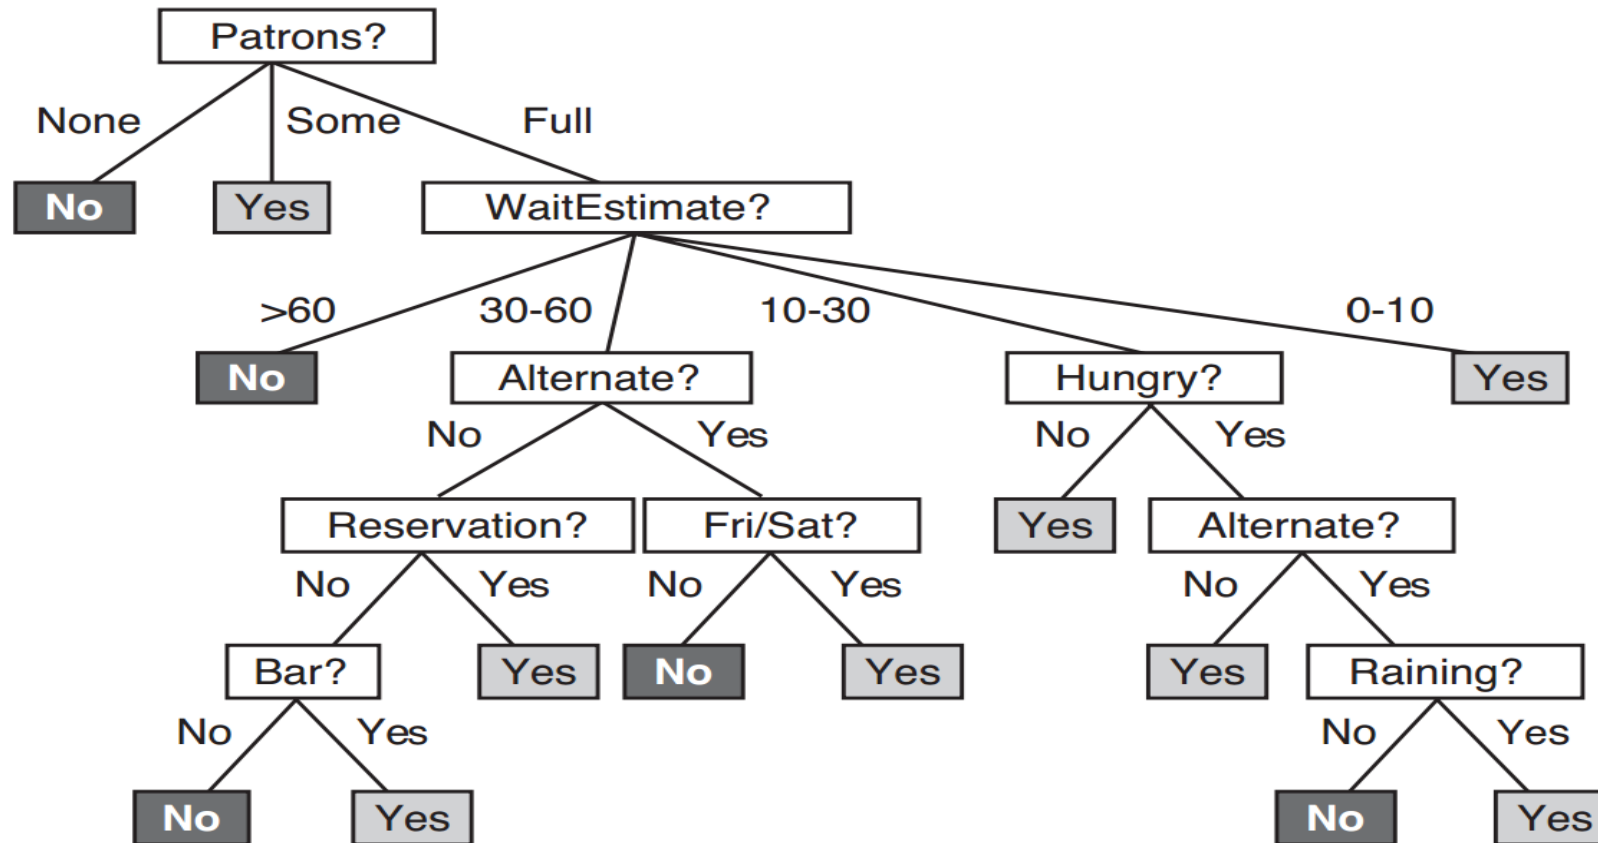 Patrons?
None Some Full
No Yes WaitEstimate?
>60 30-60 10-30 0-10
No Alternate? Hungry? Yes
No Yes No Yes
Reservation? Fri/Sat? Yes Alternate?
No Yes No Yes No Yes
Bar? Yes No Yes Yes Raining?
No Yes No Yes
No Yes No Yes